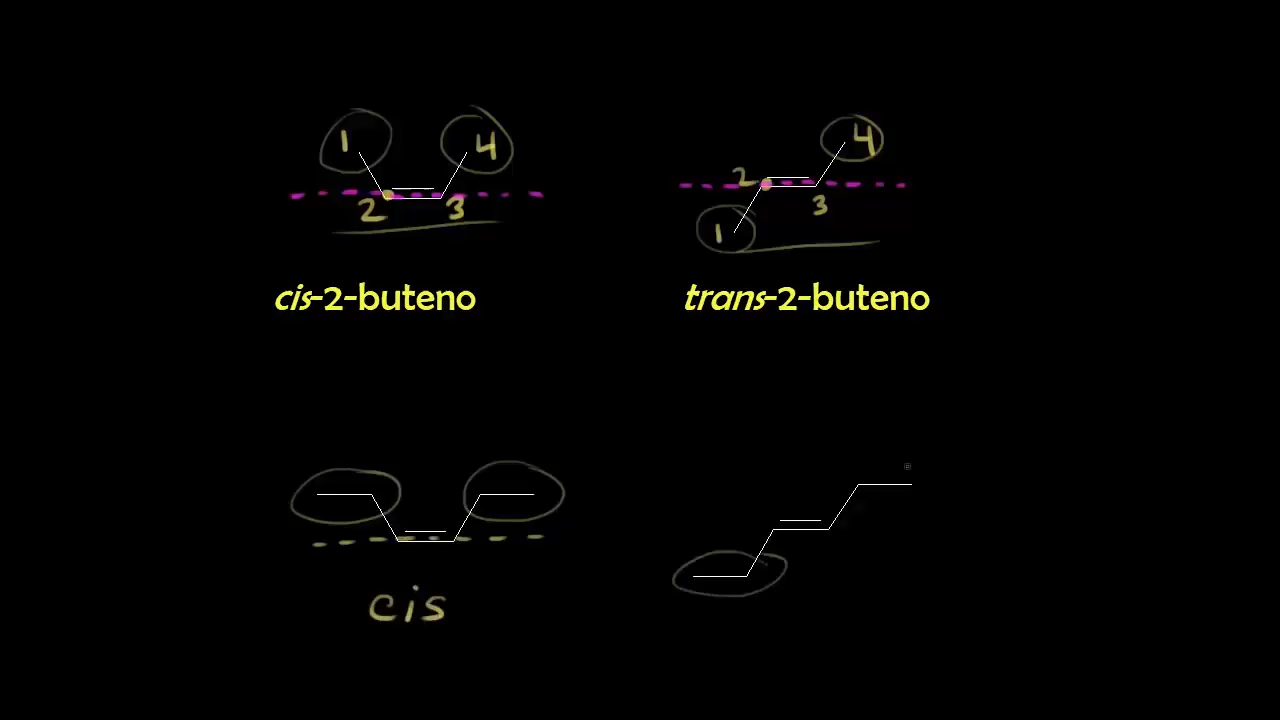 1 4
2 3
cis-2-buteno
4
2
3
1
trans-2-buteno
cis